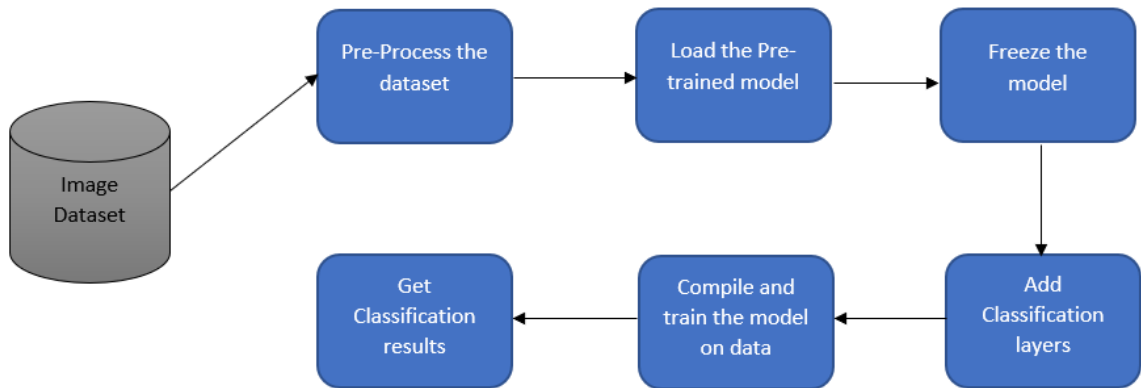 Image
Dataset
Pre-Process the
dataset
Load the Pre-
trained model
Freeze the
model
Add
Classification
layers
Compile and
train the model
on data
Get
Classification
results